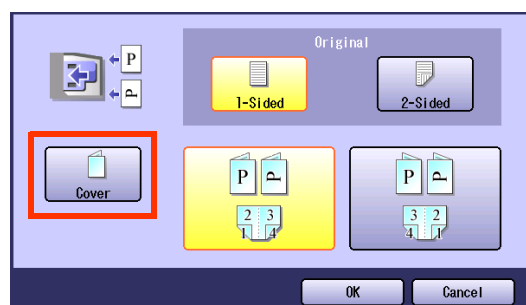 Original
P
P
1-Sided
2-Sided
Cover
P P
2 3
1 4
P P
3 2
4 1
OK
Cancel